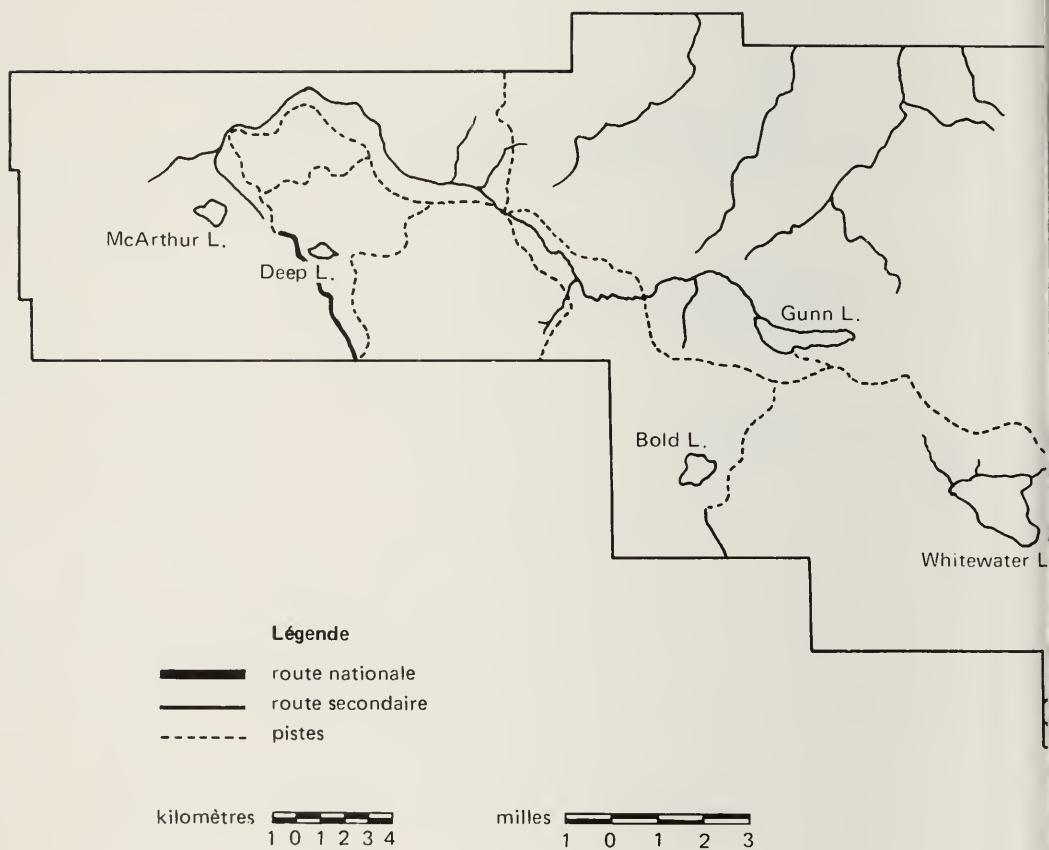 McArthur L.
Deep L.
Gunn L.
Bold L.
Whitewater L
Légende
route nationale
route secondaire
pistes
kilomètres
1 0 1 2 3 4
milles
1 0 1 2 3